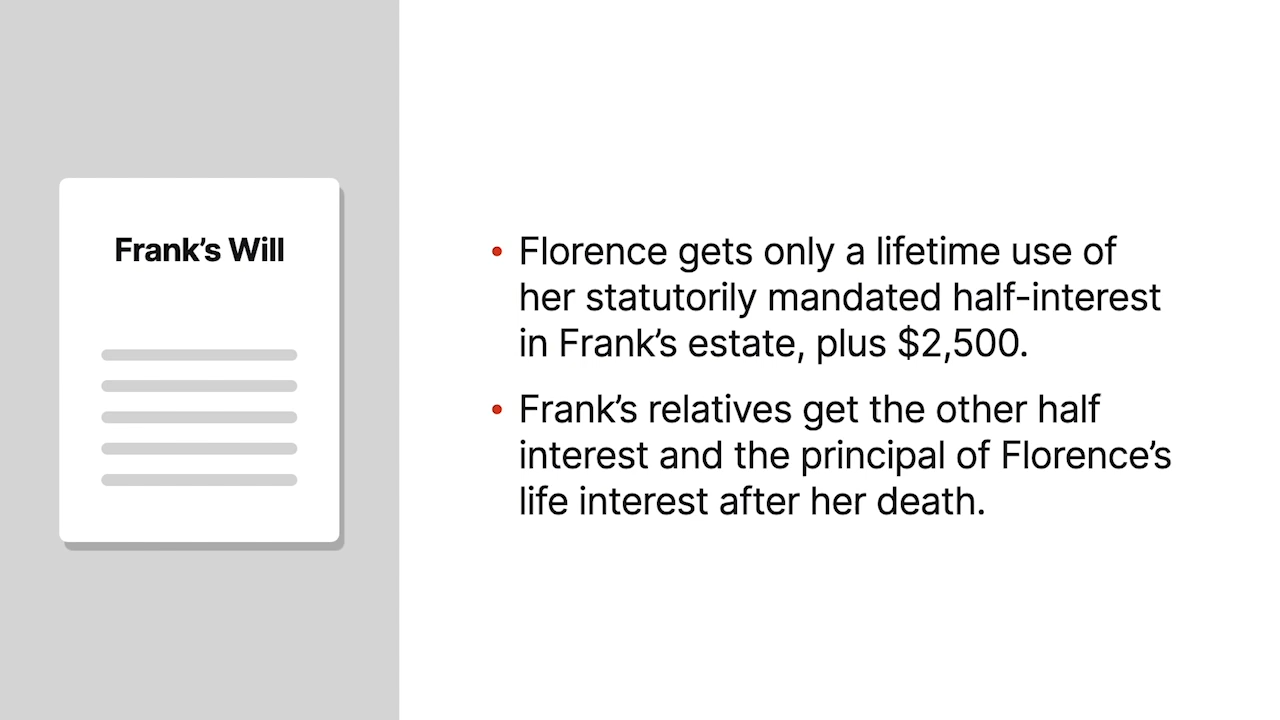 Frank’s Will
• Florence gets only a lifetime use of
her statutorily mandated half-interest
in Frank’s estate, plus $2,500.
• Frank’s relatives get the other half
interest and the principal of Florence’s
life interest after her death.